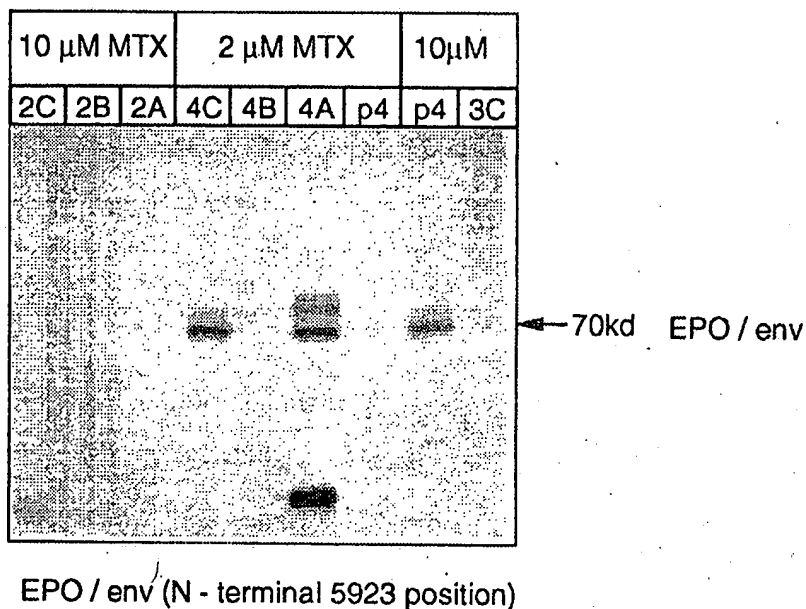 10 µM MTX 2 µM MTX 10µM
2C 2B 2A 4C 4B 4A p4 p4 3C
70kd EPO / env
EPO / env (N - terminal 5923 position)